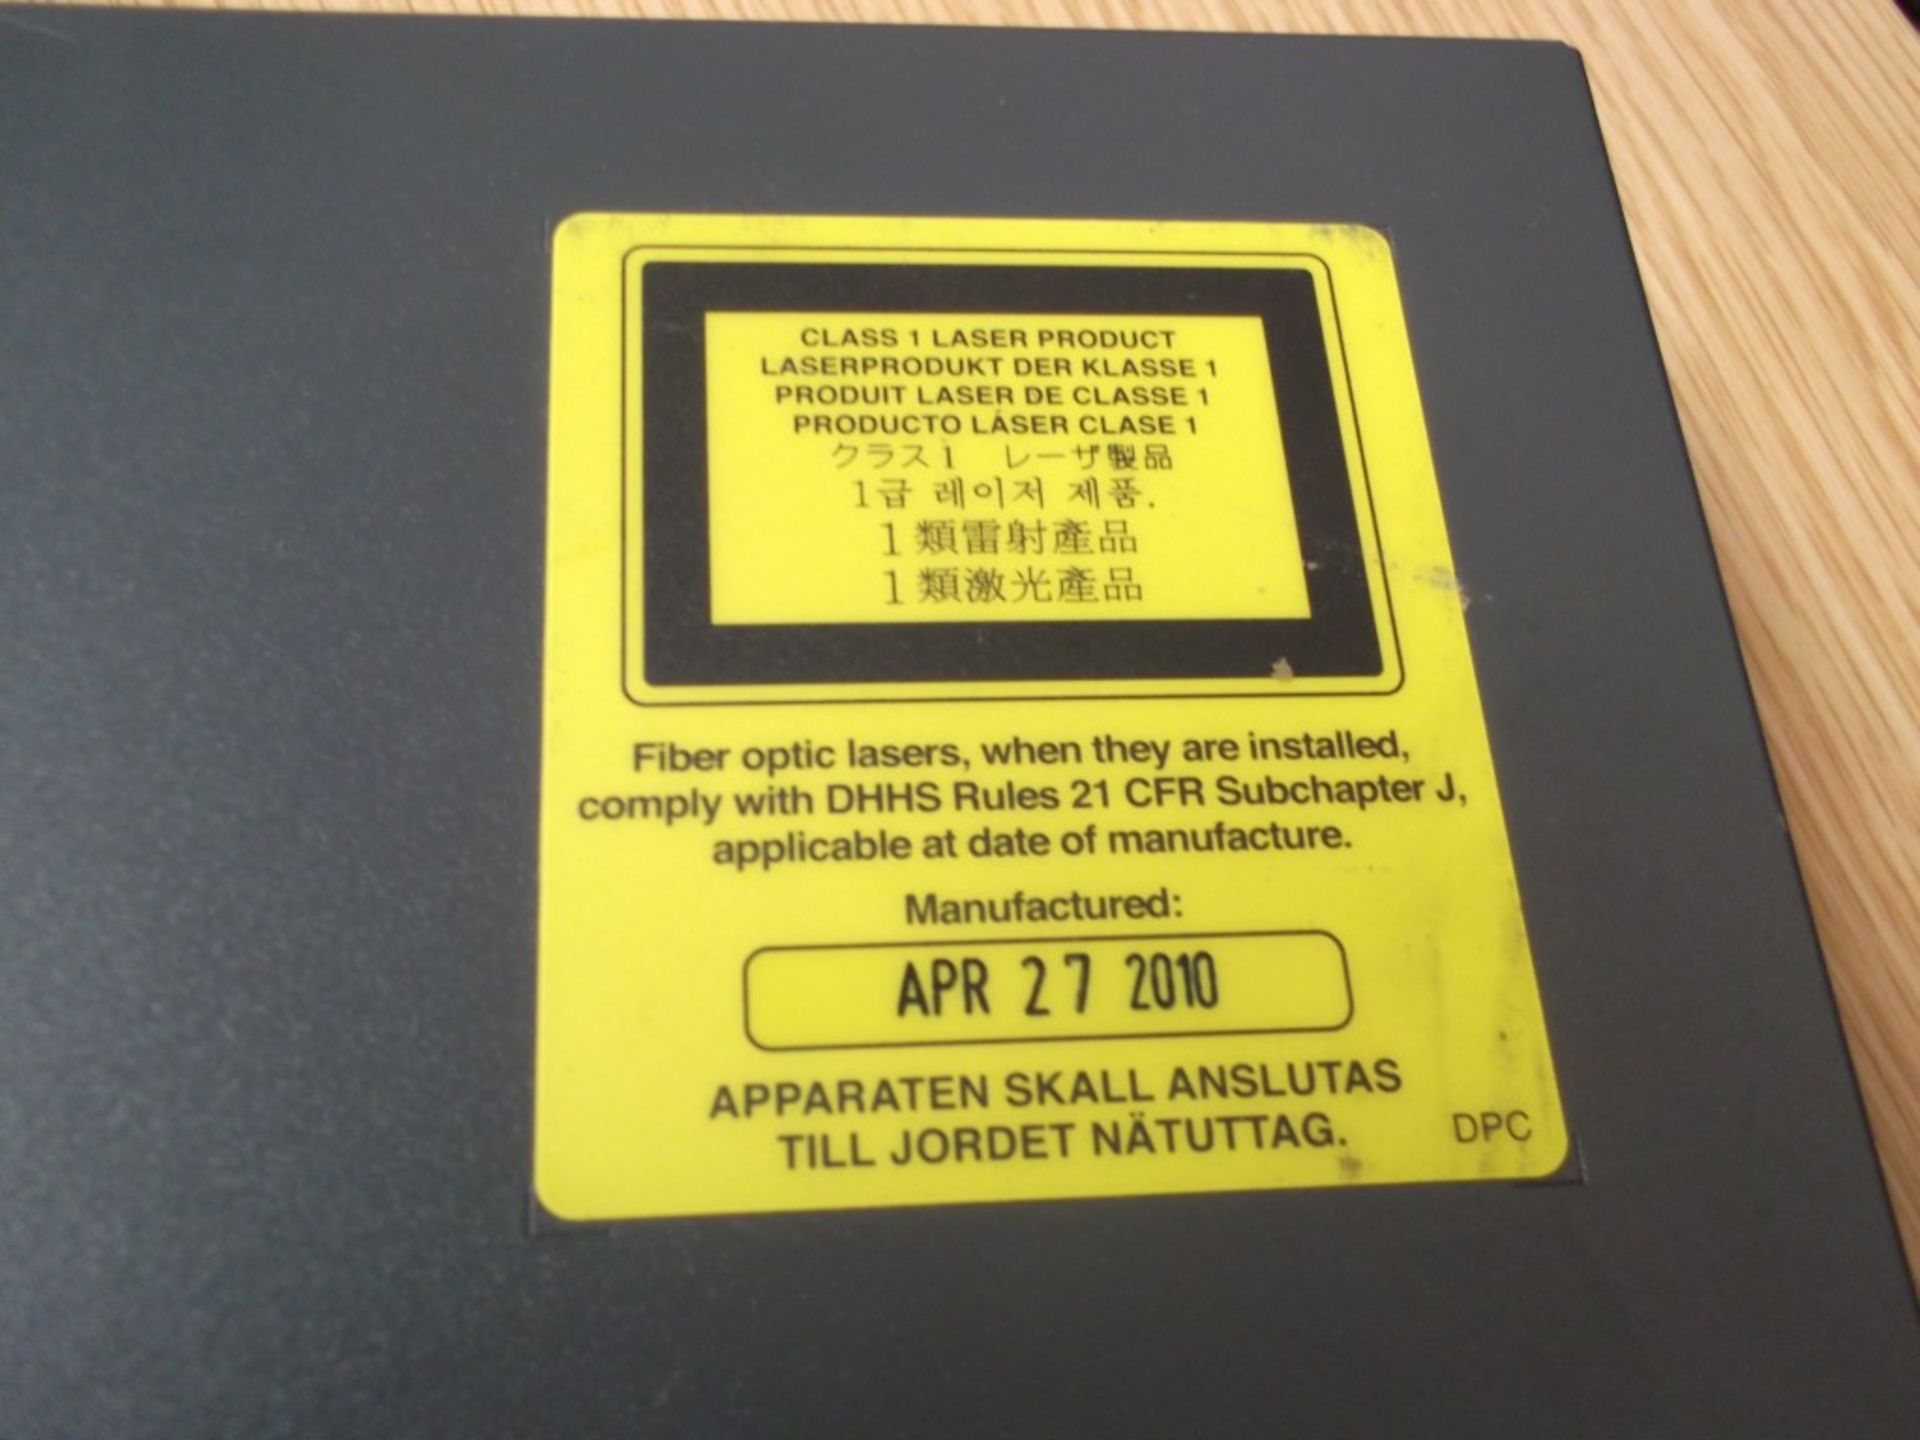 CLASS 1 LASER PRODUCT
LASERPRODUKT DER KLASSE 1
PRODUIT LASER DE CLASSE 1
PRODUCTO LÁSER CLASE 1
クラス1 レーザ製品
1급 레이저 제품.
1類雷射產品
1類激光產品
Fiber optic lasers, when they are installed,
comply with DHHS Rules 21 CFR Subchapter J,
applicable at date of manufacture.
Manufactured:
APR 27 2010
APPARATEN SKALL ANSLUTAS
TILL JORDET NÄTUTTAG.
DPC